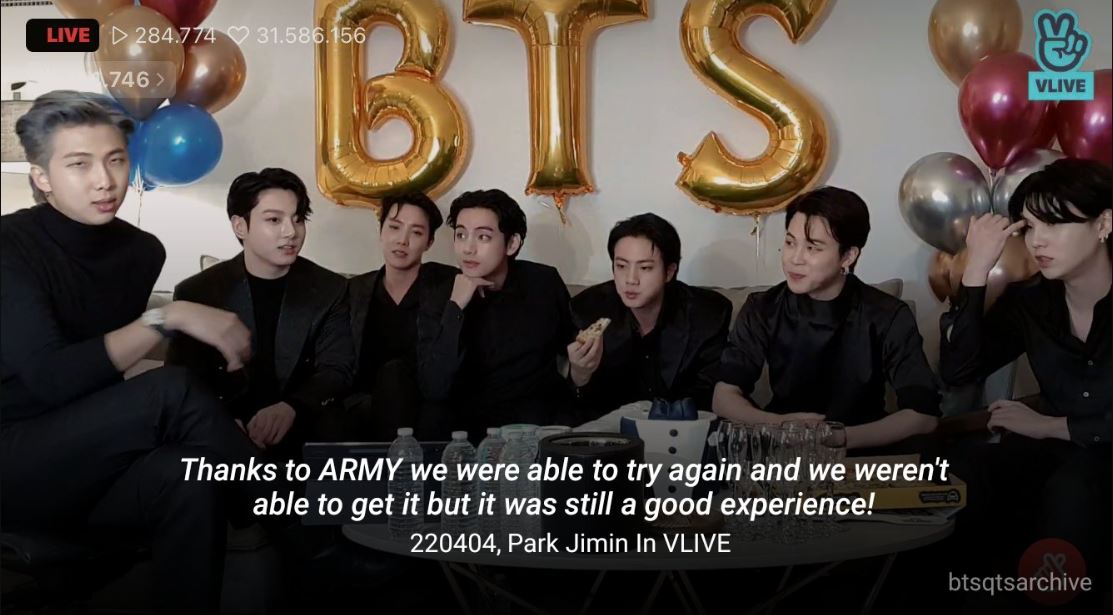 LIVE ▷ 284.774 ♡ 31.586.156
.746 >
BTS
VLIVE
Thanks to ARMY we were able to try again and we weren't
able to get it but it was still a good experience!
220404, Park Jimin In VLIVE
btsqtsarchive